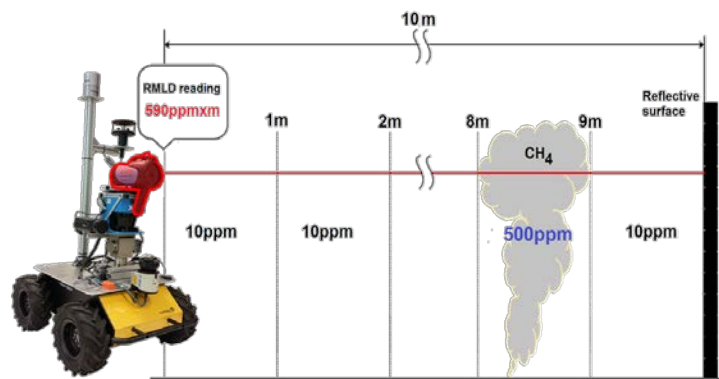 10m
RMLD reading
590ppmxm
Reflective
surface
1m
2m
8m
9m
CH4
10ppm
10ppm
500ppm
10ppm